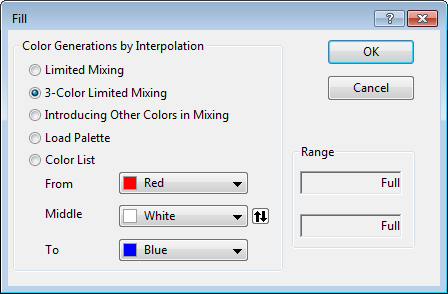 Fill
Color Generations by Interpolation
Limited Mixing
3-Color Limited Mixing
Introducing Other Colors in Mixing
Load Palette
Color List
From Red
Middle White
To Blue
OK
Cancel
Range
Full
Full